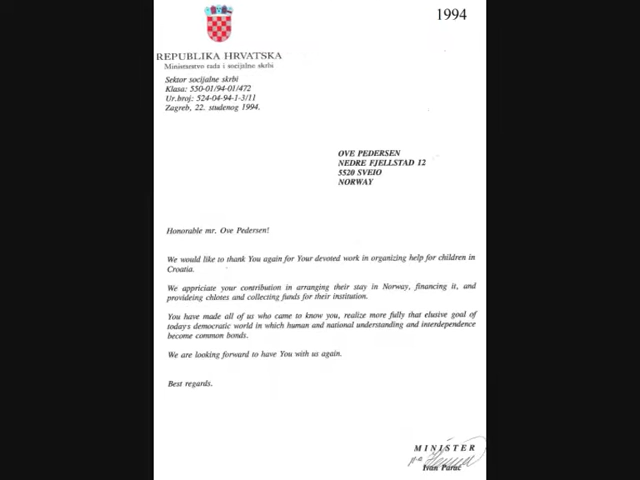 1994
REPUBLIKA HRVATSKA
Ministarstvo rada i socijalne skrbi
Sektor socijalne skrbi
Klasa: 550-01/94-01/472
Ur.broj: 524-04-94-1-3/11
Zagreb, 22. studenog 1994.
OVE PEDERSEN
NEDRE FJELLSTAD 12
5520 SVEIO
NORWAY
Honorable mr. Ove Pedersen!
We would like to thank You again for Your devoted work in organizing help for children in
Croatia.
We appriciate your contribution in arranging their stay in Norway, financing it, and
provideing chlotes and collecting funds for their institution.
You have made all of us who came to know you, realize more fully that elusive goal of
today's democratic world in which human and national understanding and interdependence
become common bonds.
We are looking forward to have You with us again.
Best regards.
MINISTER
Ivan Parać